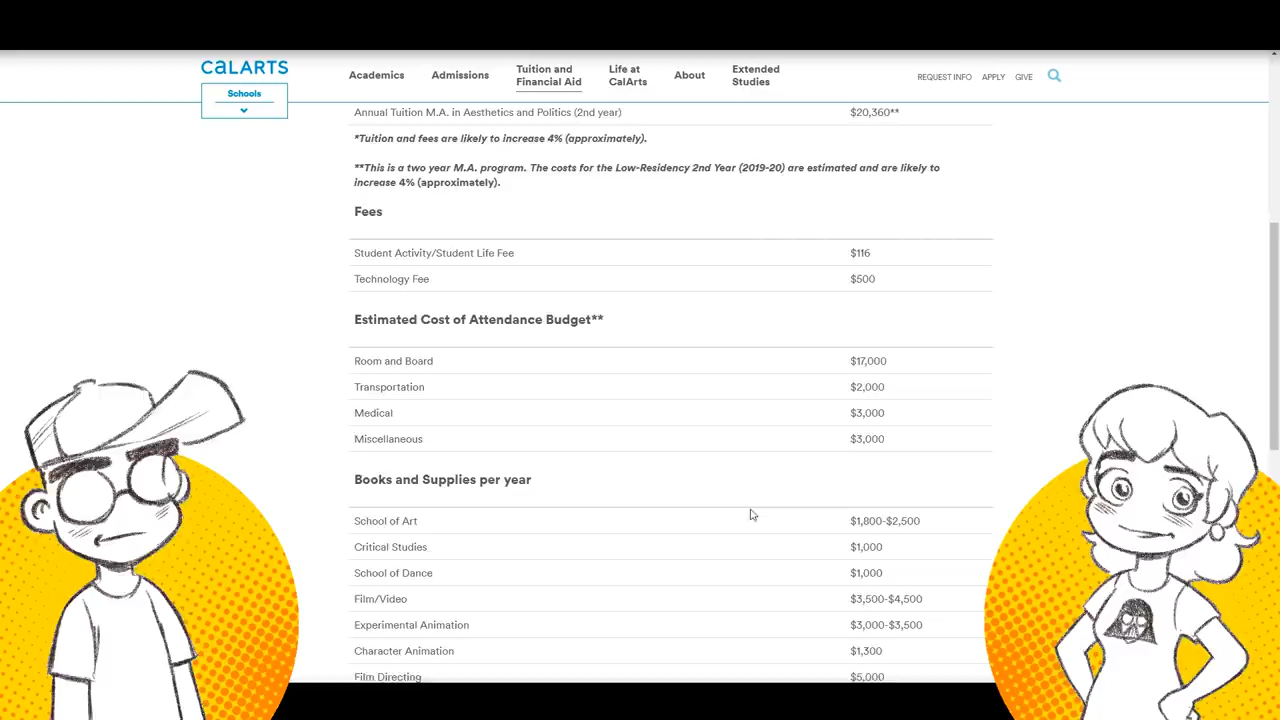 CALARTS
Schools
Academics
Admissions
Tuition and
Financial Aid
Life at
CalArts
About
Extended
Studies
REQUEST INFO
APPLY
GIVE
Annual Tuition M.A. in Aesthetics and Politics (2nd year) $20,360**
*Tuition and fees are likely to increase 4% (approximately).
**This is a two year M.A. program. The costs for the Low-Residency 2nd Year (2019-20) are estimated and are likely to
increase 4% (approximately).
Fees
Student Activity/Student Life Fee $116
Technology Fee $500
Estimated Cost of Attendance Budget**
Room and Board $17,000
Transportation $2,000
Medical $3,000
Miscellaneous $3,000
Books and Supplies per year
School of Art $1,800-$2,500
Critical Studies $1,000
School of Dance $1,000
Film/Video $3,500-$4,500
Experimental Animation $3,000-$3,500
Character Animation $1,300
Film Directing $5,000